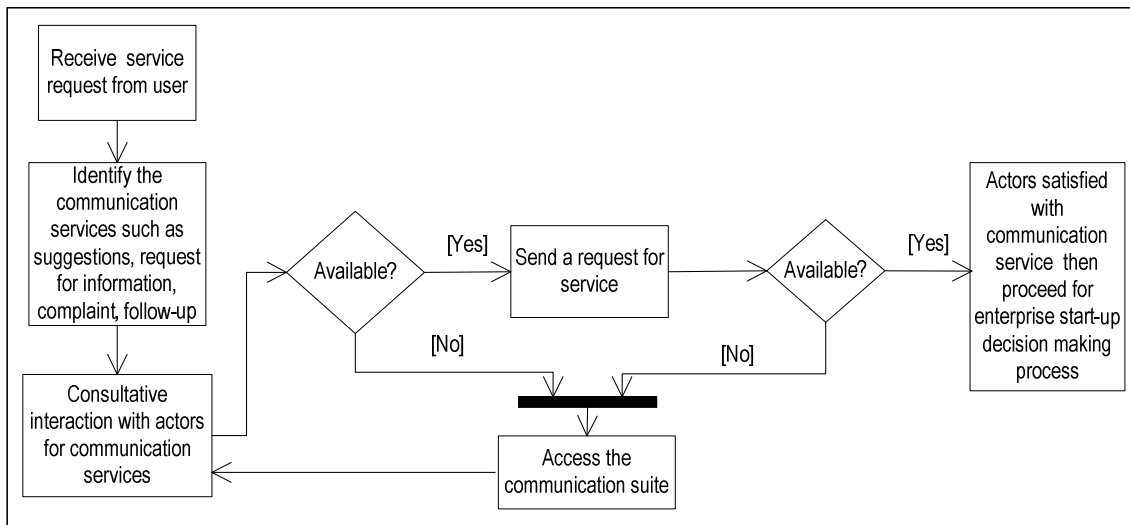 Receive service
request from user
Identify the
communication
services such as
suggestions, request
for information,
complaint, follow-up
Consultative
interaction with actors
for communication
services
Available?
[Yes]
[No]
Send a request for
service
Available?
[Yes]
[No]
Actors satisfied
with
communication
service then
proceed for
enterprise start-up
decision making
process
Access the
communication suite